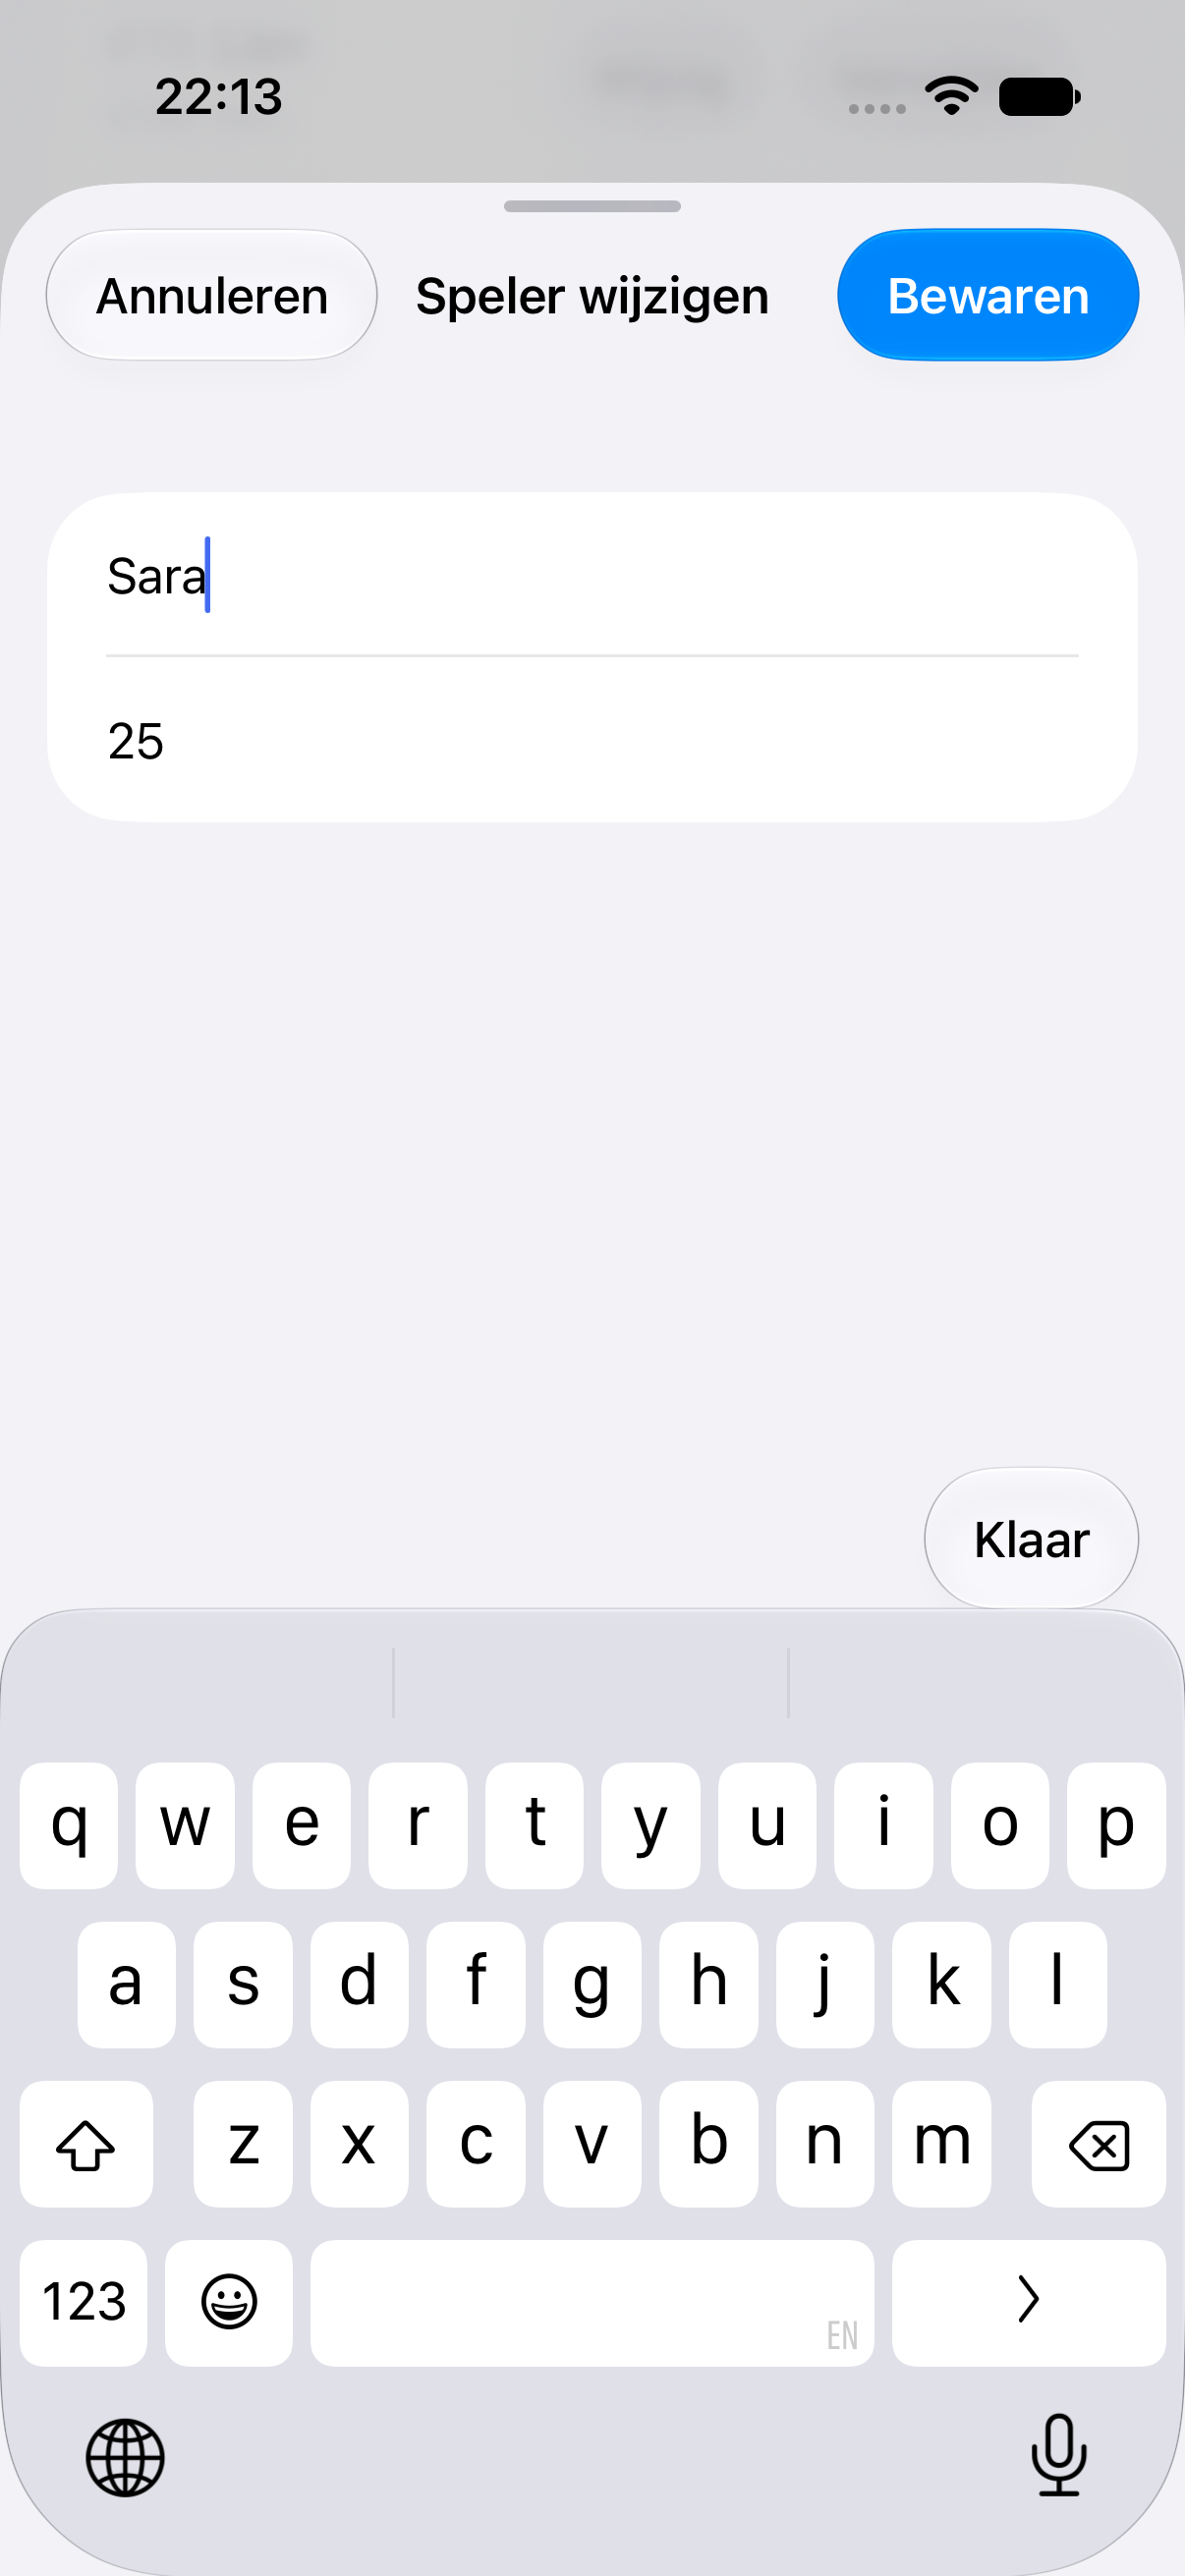 22:13
Annuleren Speler wijzigen Bewaren
Sara
25
Klaar
q w e r t y u i o p
a s d f g h j k l
z x c v b n m
123 EN